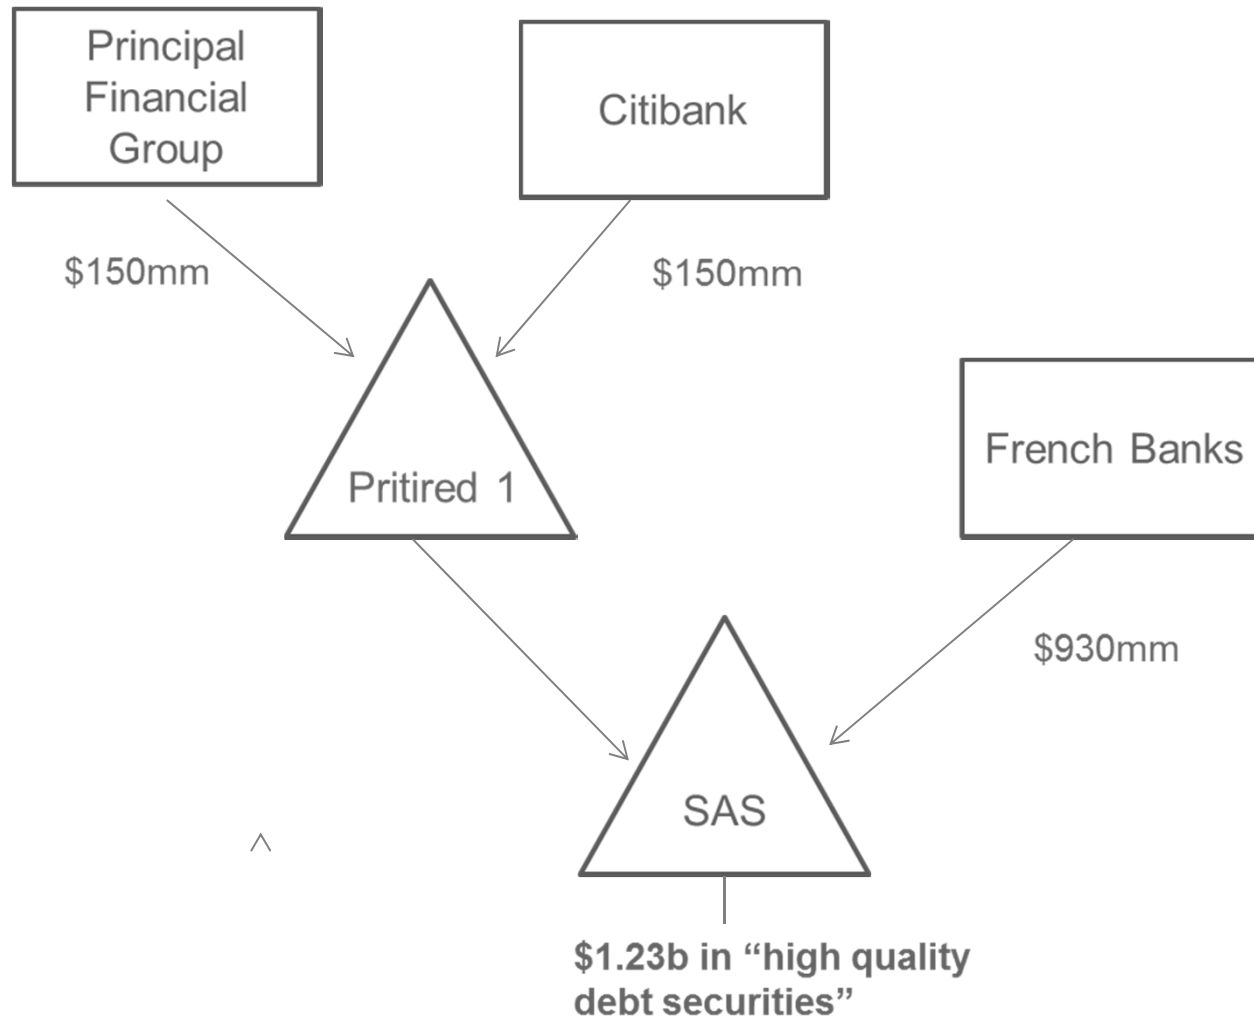 Principal
Financial
Group
Citibank
$150mm
$150mm
French Banks
Pritired 1
$930mm
SAS
$1.23b in “high quality
debt securities”